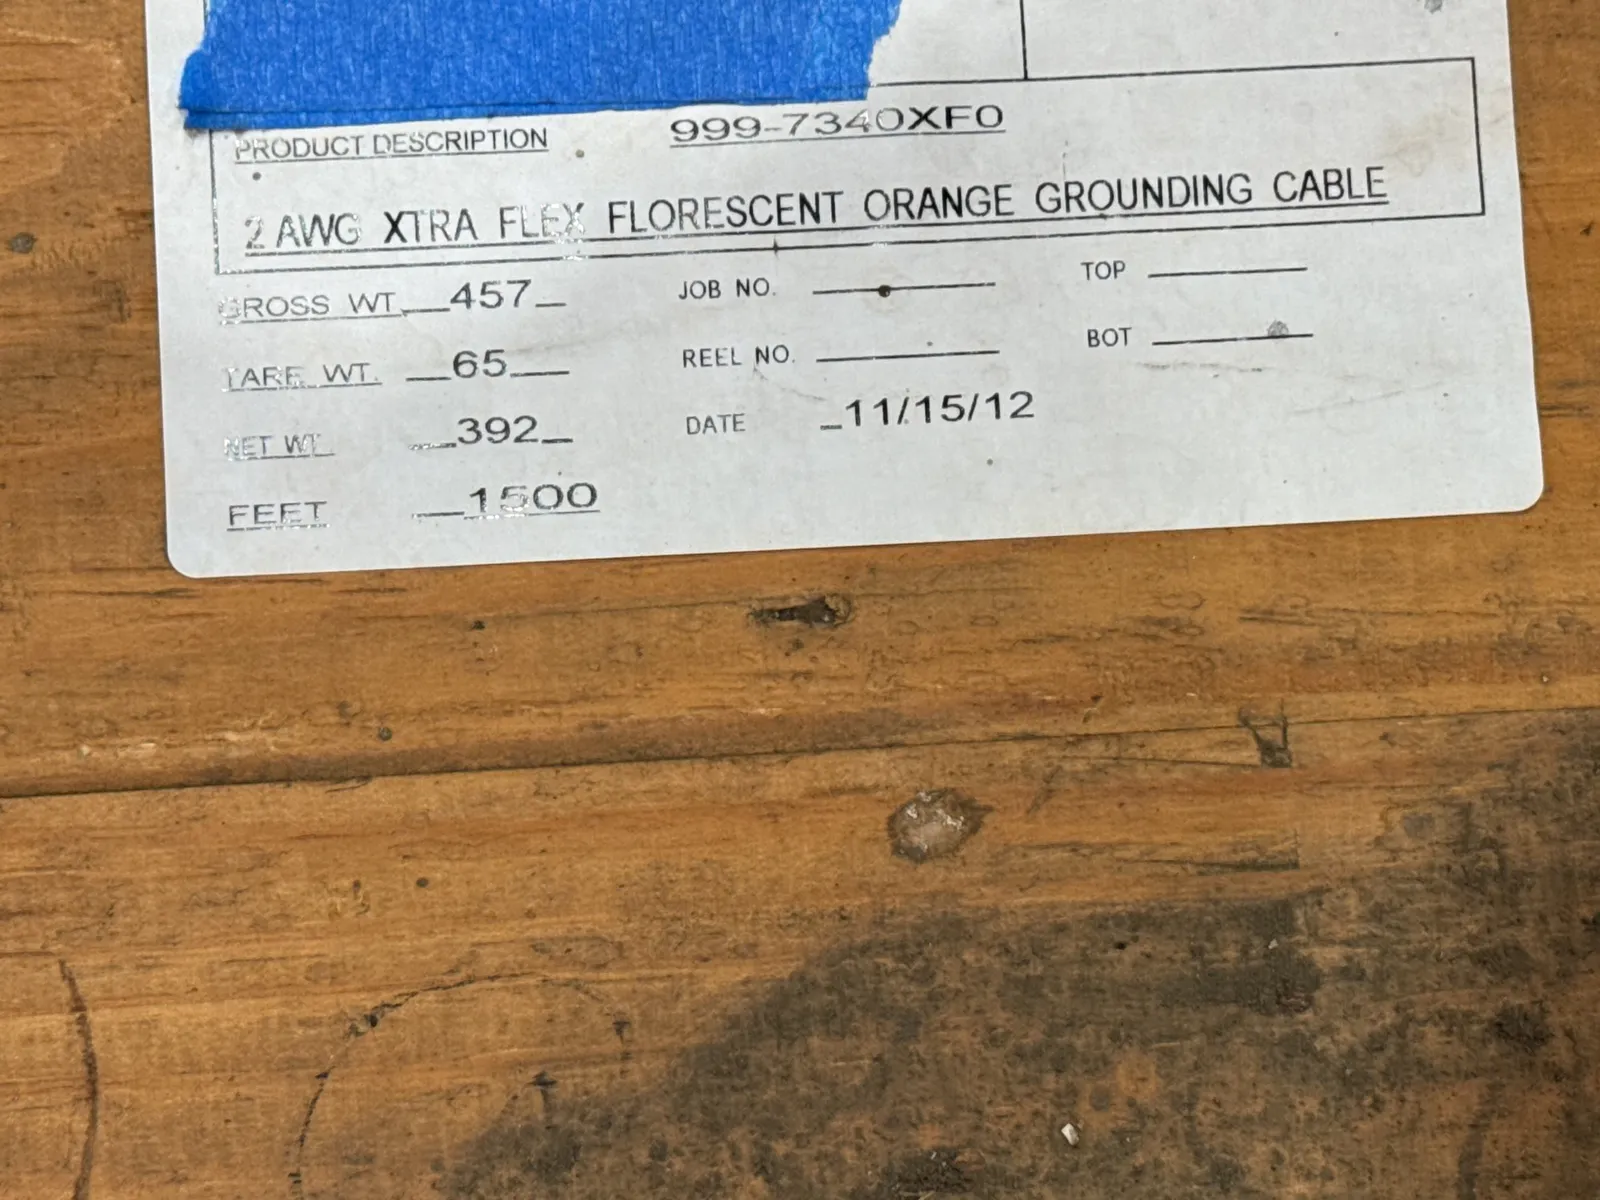 PRODUCT DESCRIPTION 999-7340XFO
2 AWG XTRA FLEX FLORESCENT ORANGE GROUNDING CABLE
GROSS WT. 457 JOB NO. TOP
TARE WT. 65 REEL NO. BOT
NET WT. 392 DATE 11/15/12
FEET 1500